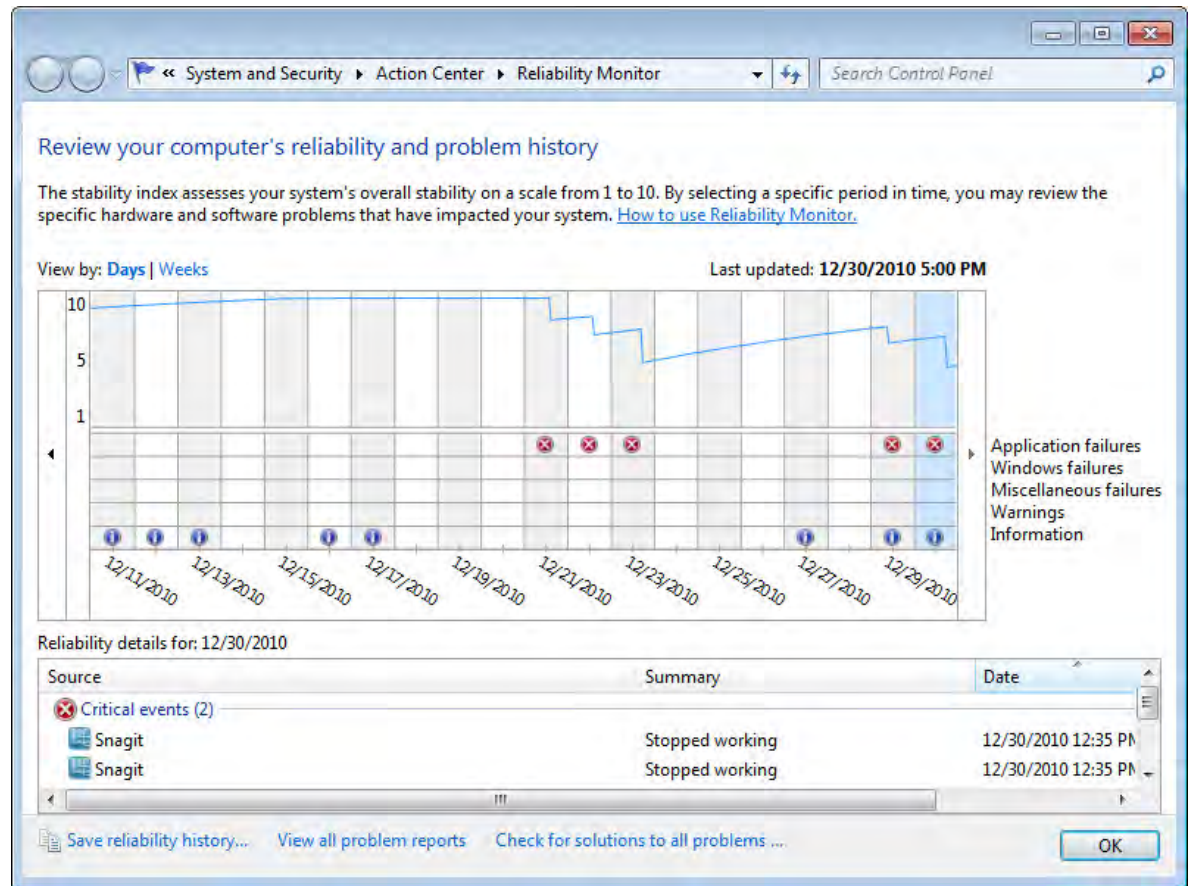 « System and Security ▸ Action Center ▸ Reliability Monitor
Search Control Panel
Review your computer's reliability and problem history
The stability index assesses your system's overall stability on a scale from 1 to 10. By selecting a specific period in time, you may review the
specific hardware and software problems that have impacted your system. How to use Reliability Monitor.
View by: Days | Weeks
Last updated: 12/30/2010 5:00 PM
10
5
1
Application failures
Windows failures
Miscellaneous failures
Warnings
Information
12/11/2010
12/13/2010
12/15/2010
12/17/2010
12/19/2010
12/21/2010
12/23/2010
12/25/2010
12/27/2010
12/29/2010
Reliability details for: 12/30/2010
Source Summary Date
Critical events (2)
Snagit Stopped working 12/30/2010 12:35 PM
Snagit Stopped working 12/30/2010 12:35 PM
Save reliability history... View all problem reports Check for solutions to all problems ...
OK